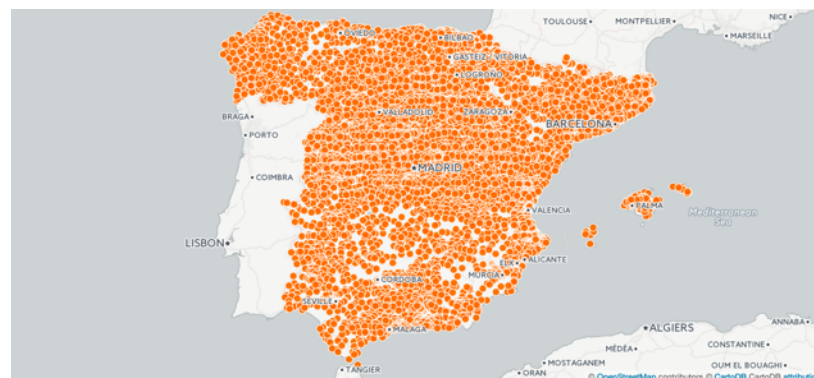 TOULOUSE
MONTPELLIER
NICE
MARSEILLE
OVIEDO
BILBAO
GASTEIZ / VITORIA
LOGROÑO
BRAGA
VALLADOLID
ZARAGOZA
BARCELONA
PORTO
MADRID
COIMBRA
PALMA
VALENCIA
Mediterranean
Sea
LISBON
ELX
ALICANTE
MURCIA
CORDOBA
SEVILLE
MALAGA
ALGIERS
ANNABA
CONSTANTINE
MÉDÉA
MOSTAGANEM
OUM EL BOUAGHI
TANGIER
ORAN
© OpenStreetMap contributors © CartoDB CartoDB attributio